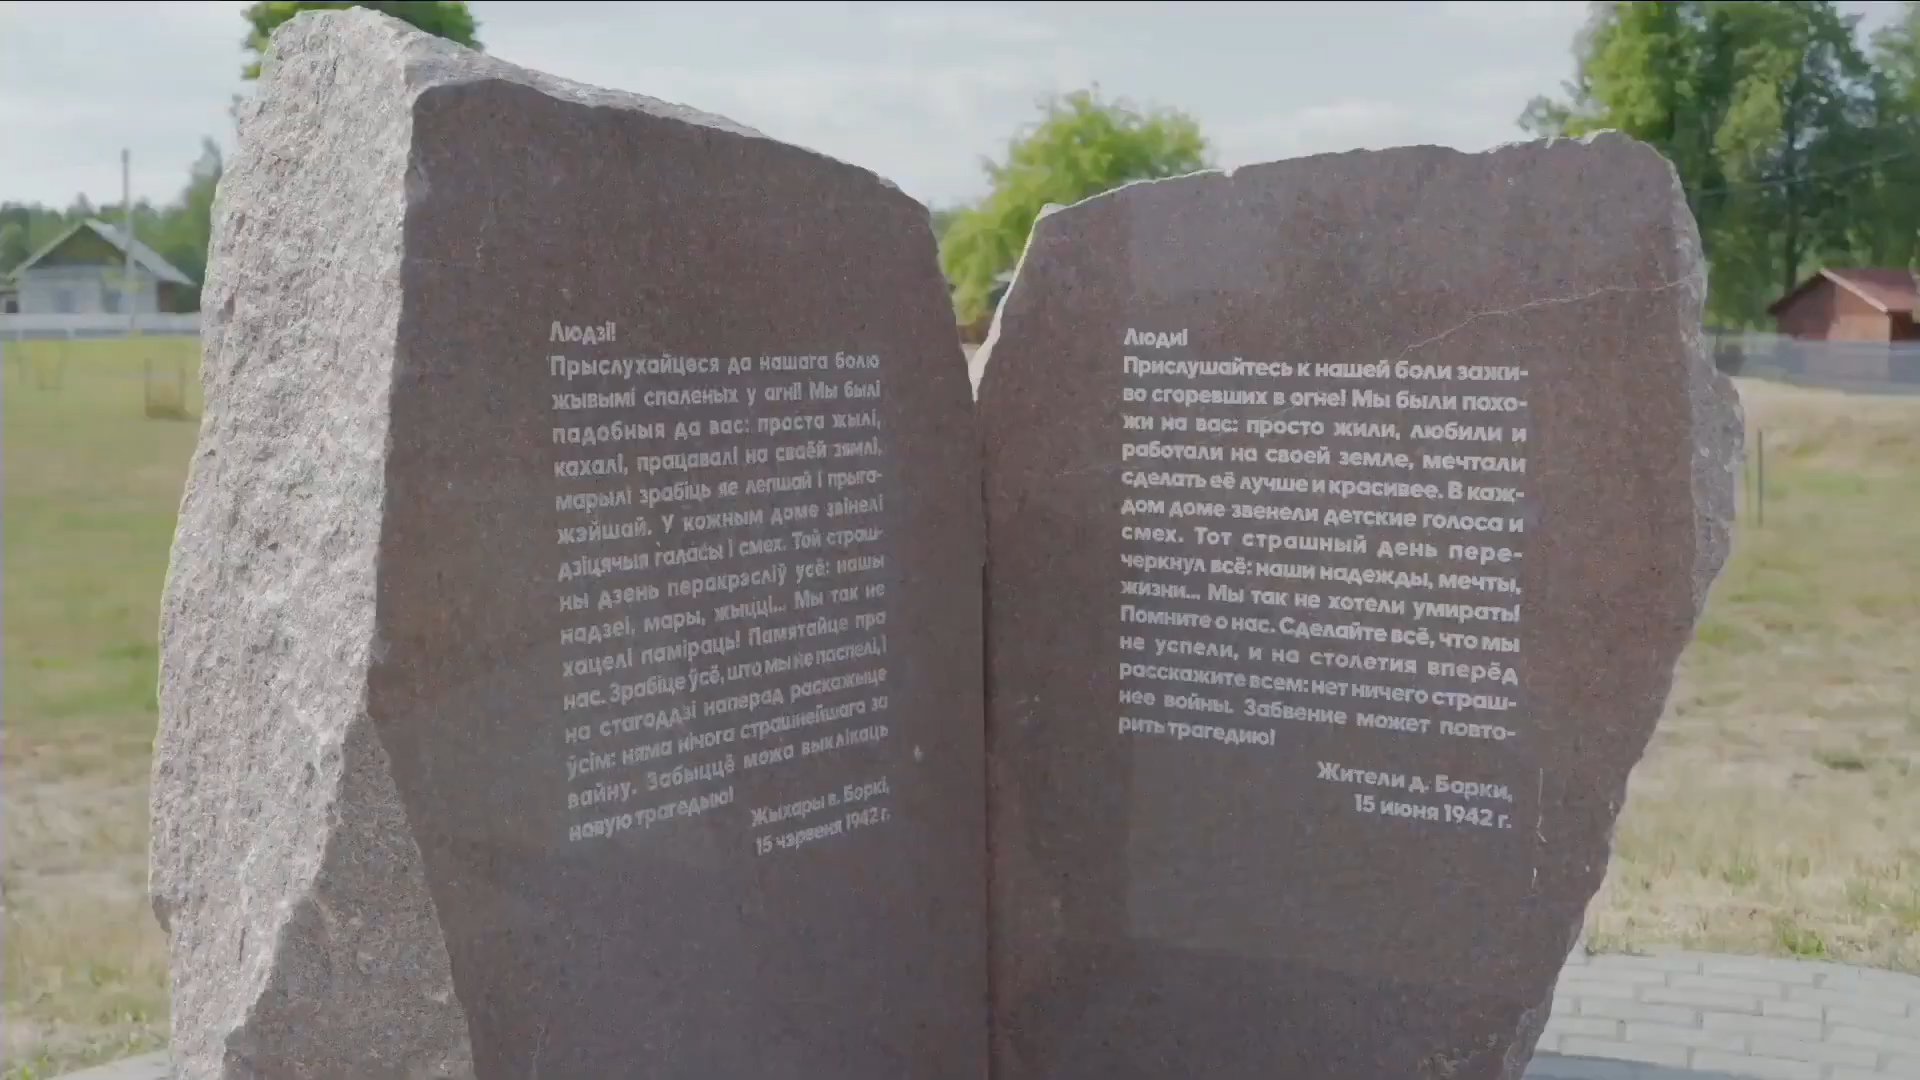 Людзі!
Прыслухайцеся да нашага болю
жывымі спаленых у агні! Мы былі
падобныя да вас: проста жылі,
кахалі, працавалі на сваёй зямлі,
марылі зрабіць яе лепшай і прыга-
жэйшай. У кожным доме звінелі
дзіцячыя галасы і смех. Той страш-
ны дзень перакрэсліў усё: нашы
надзеі, мары, жыцці... Мы так не
хацелі паміраць! Памятайце пра
нас. Зрабіце ўсё, што мы не паспелі, і
на стагоддзі наперад раскажыце
ўсім: няма нічога страшнейшага за
вайну. Забыццё можа выклікаць
новую трагедыю!
Жыхары в. Боркі,
15 чэрвеня 1942 г.
Люди!
Прислушайтесь к нашей боли зажи-
во сгоревших в огне! Мы были похо-
жи на вас: просто жили, любили и
работали на своей земле, мечтали
сделать её лучше и красивее. В каж-
дом доме звенели детские голоса и
смех. Тот страшный день пере-
черкнул всё: наши надежды, мечты,
жизни... Мы так не хотели умирать!
Помните о нас. Сделайте всё, что мы
не успели, и на столетия вперёд
расскажите всем: нет ничего страш-
нее войны. Забвение может повто-
рить трагедию!
Жители д. Борки,
15 июня 1942 г.